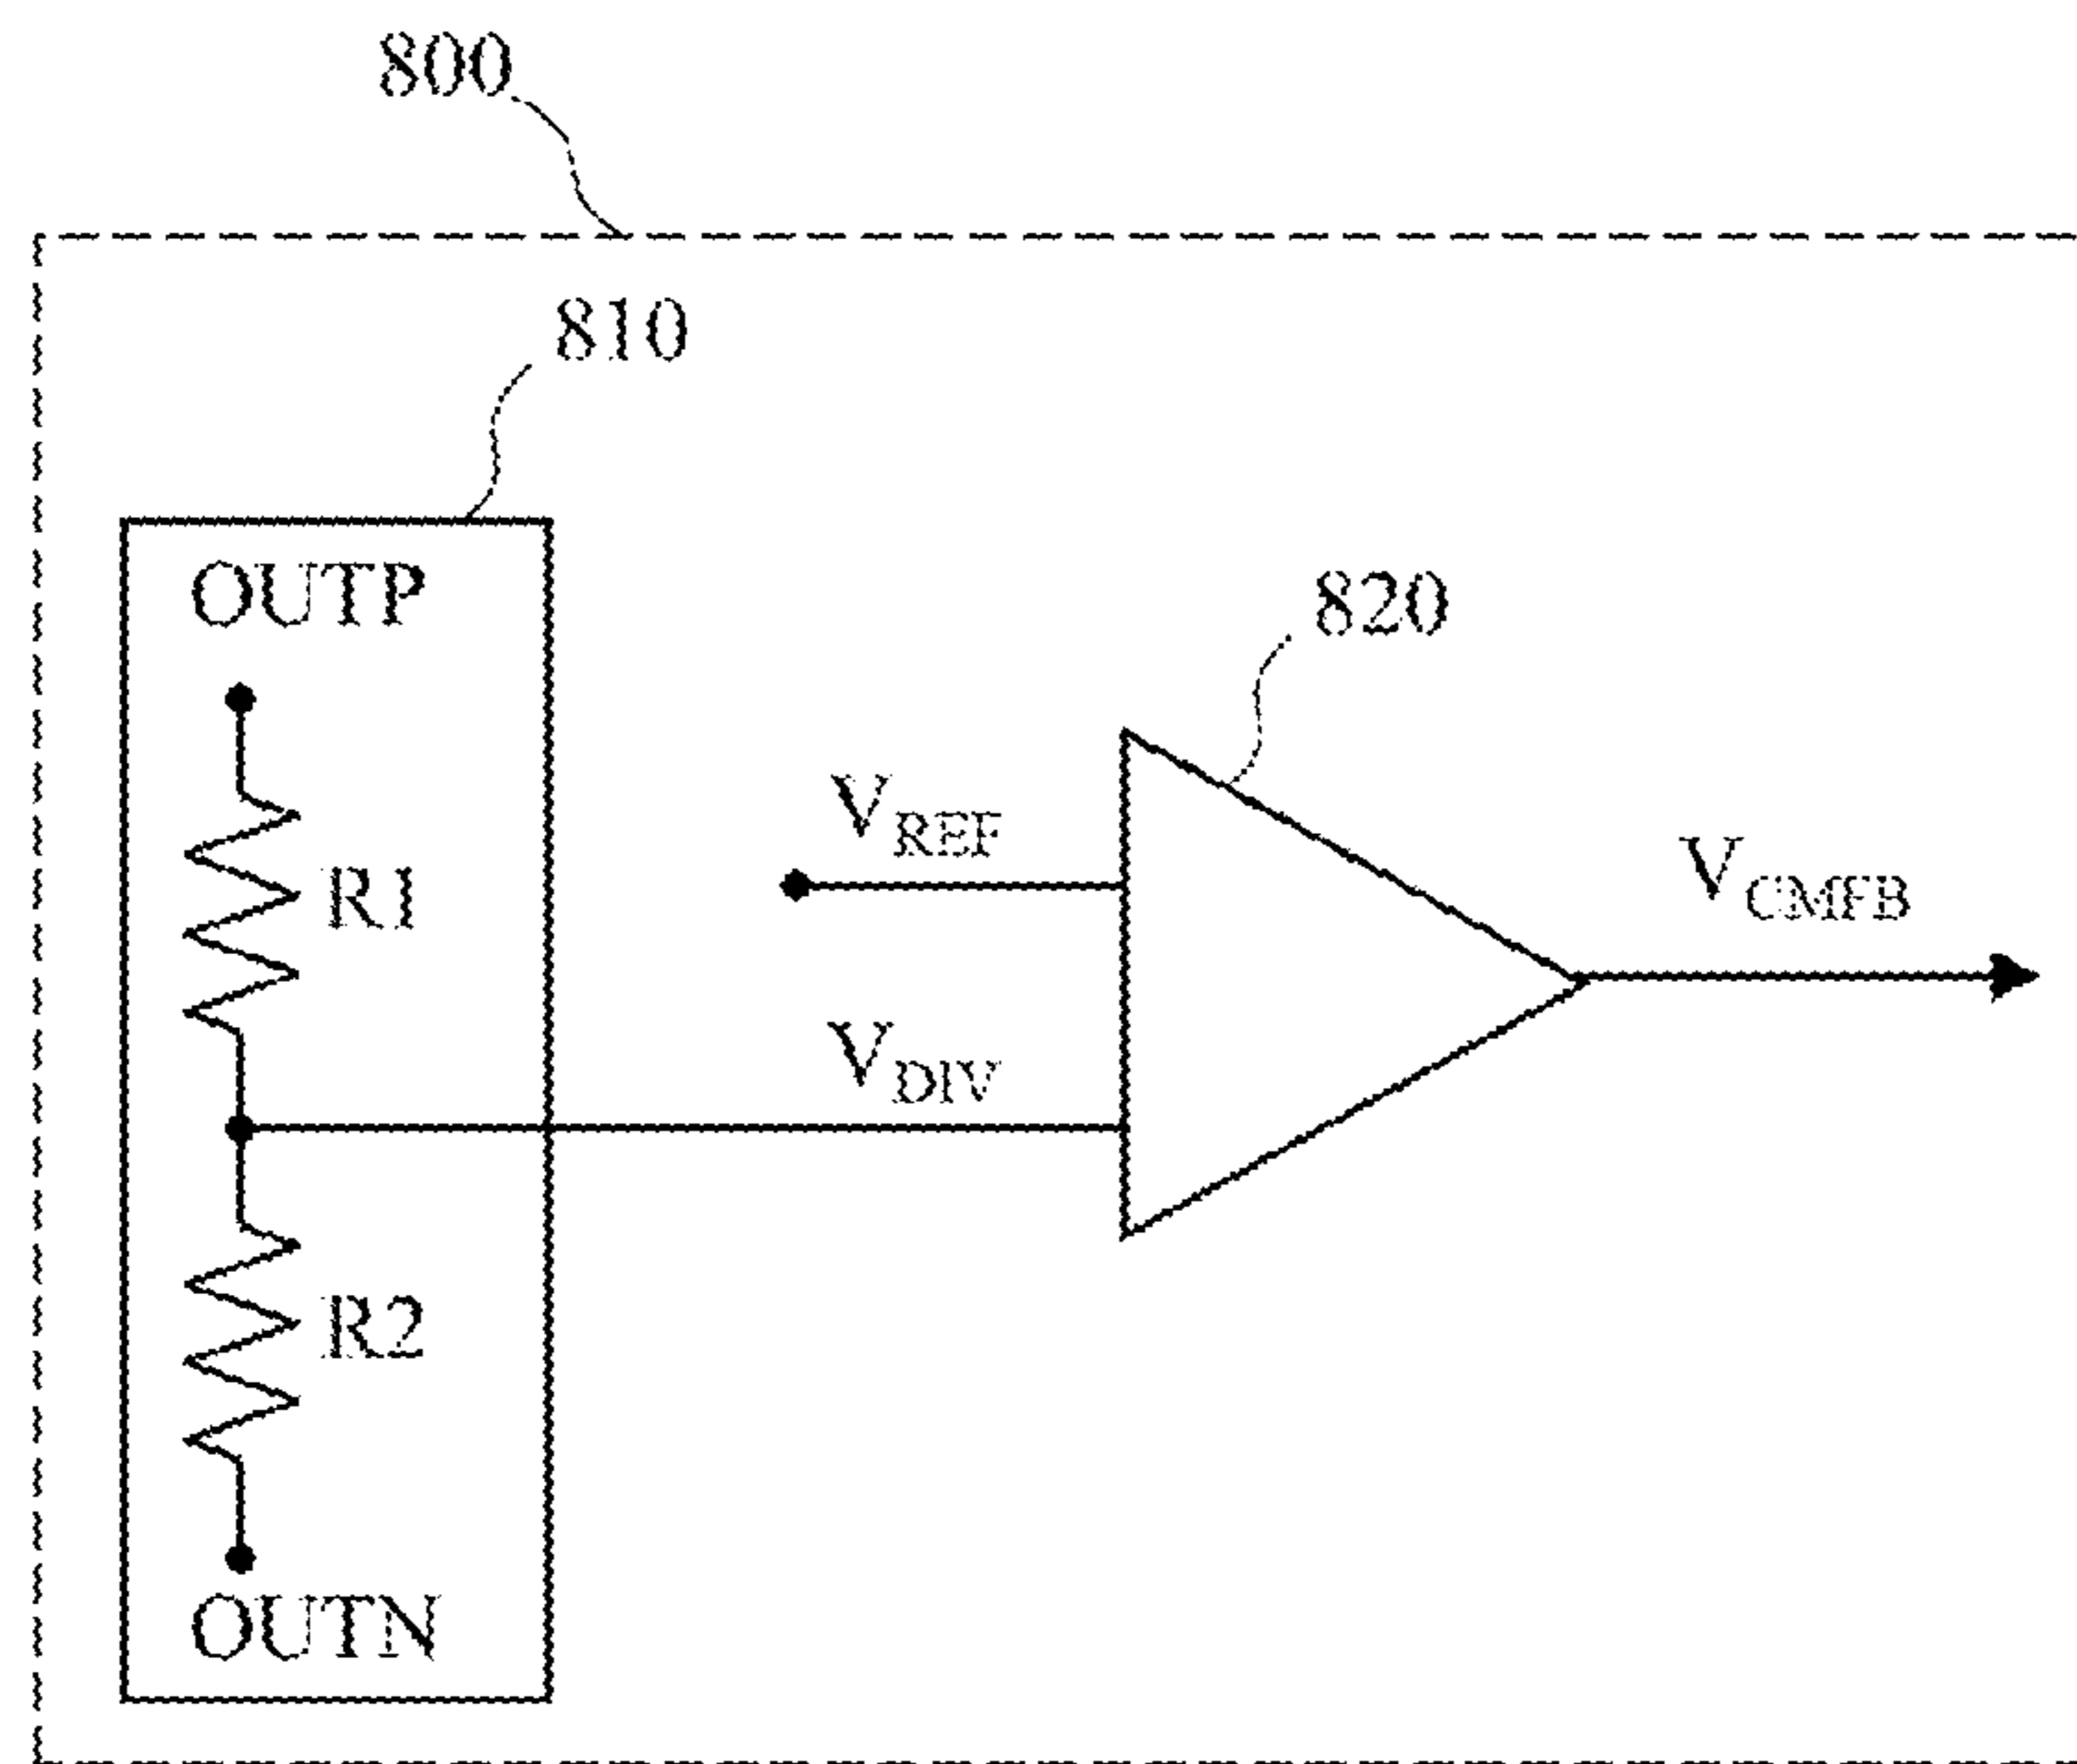 800
810
OUTP
820
VREF
R1
VCMFB
VDIV
R2
OUTN